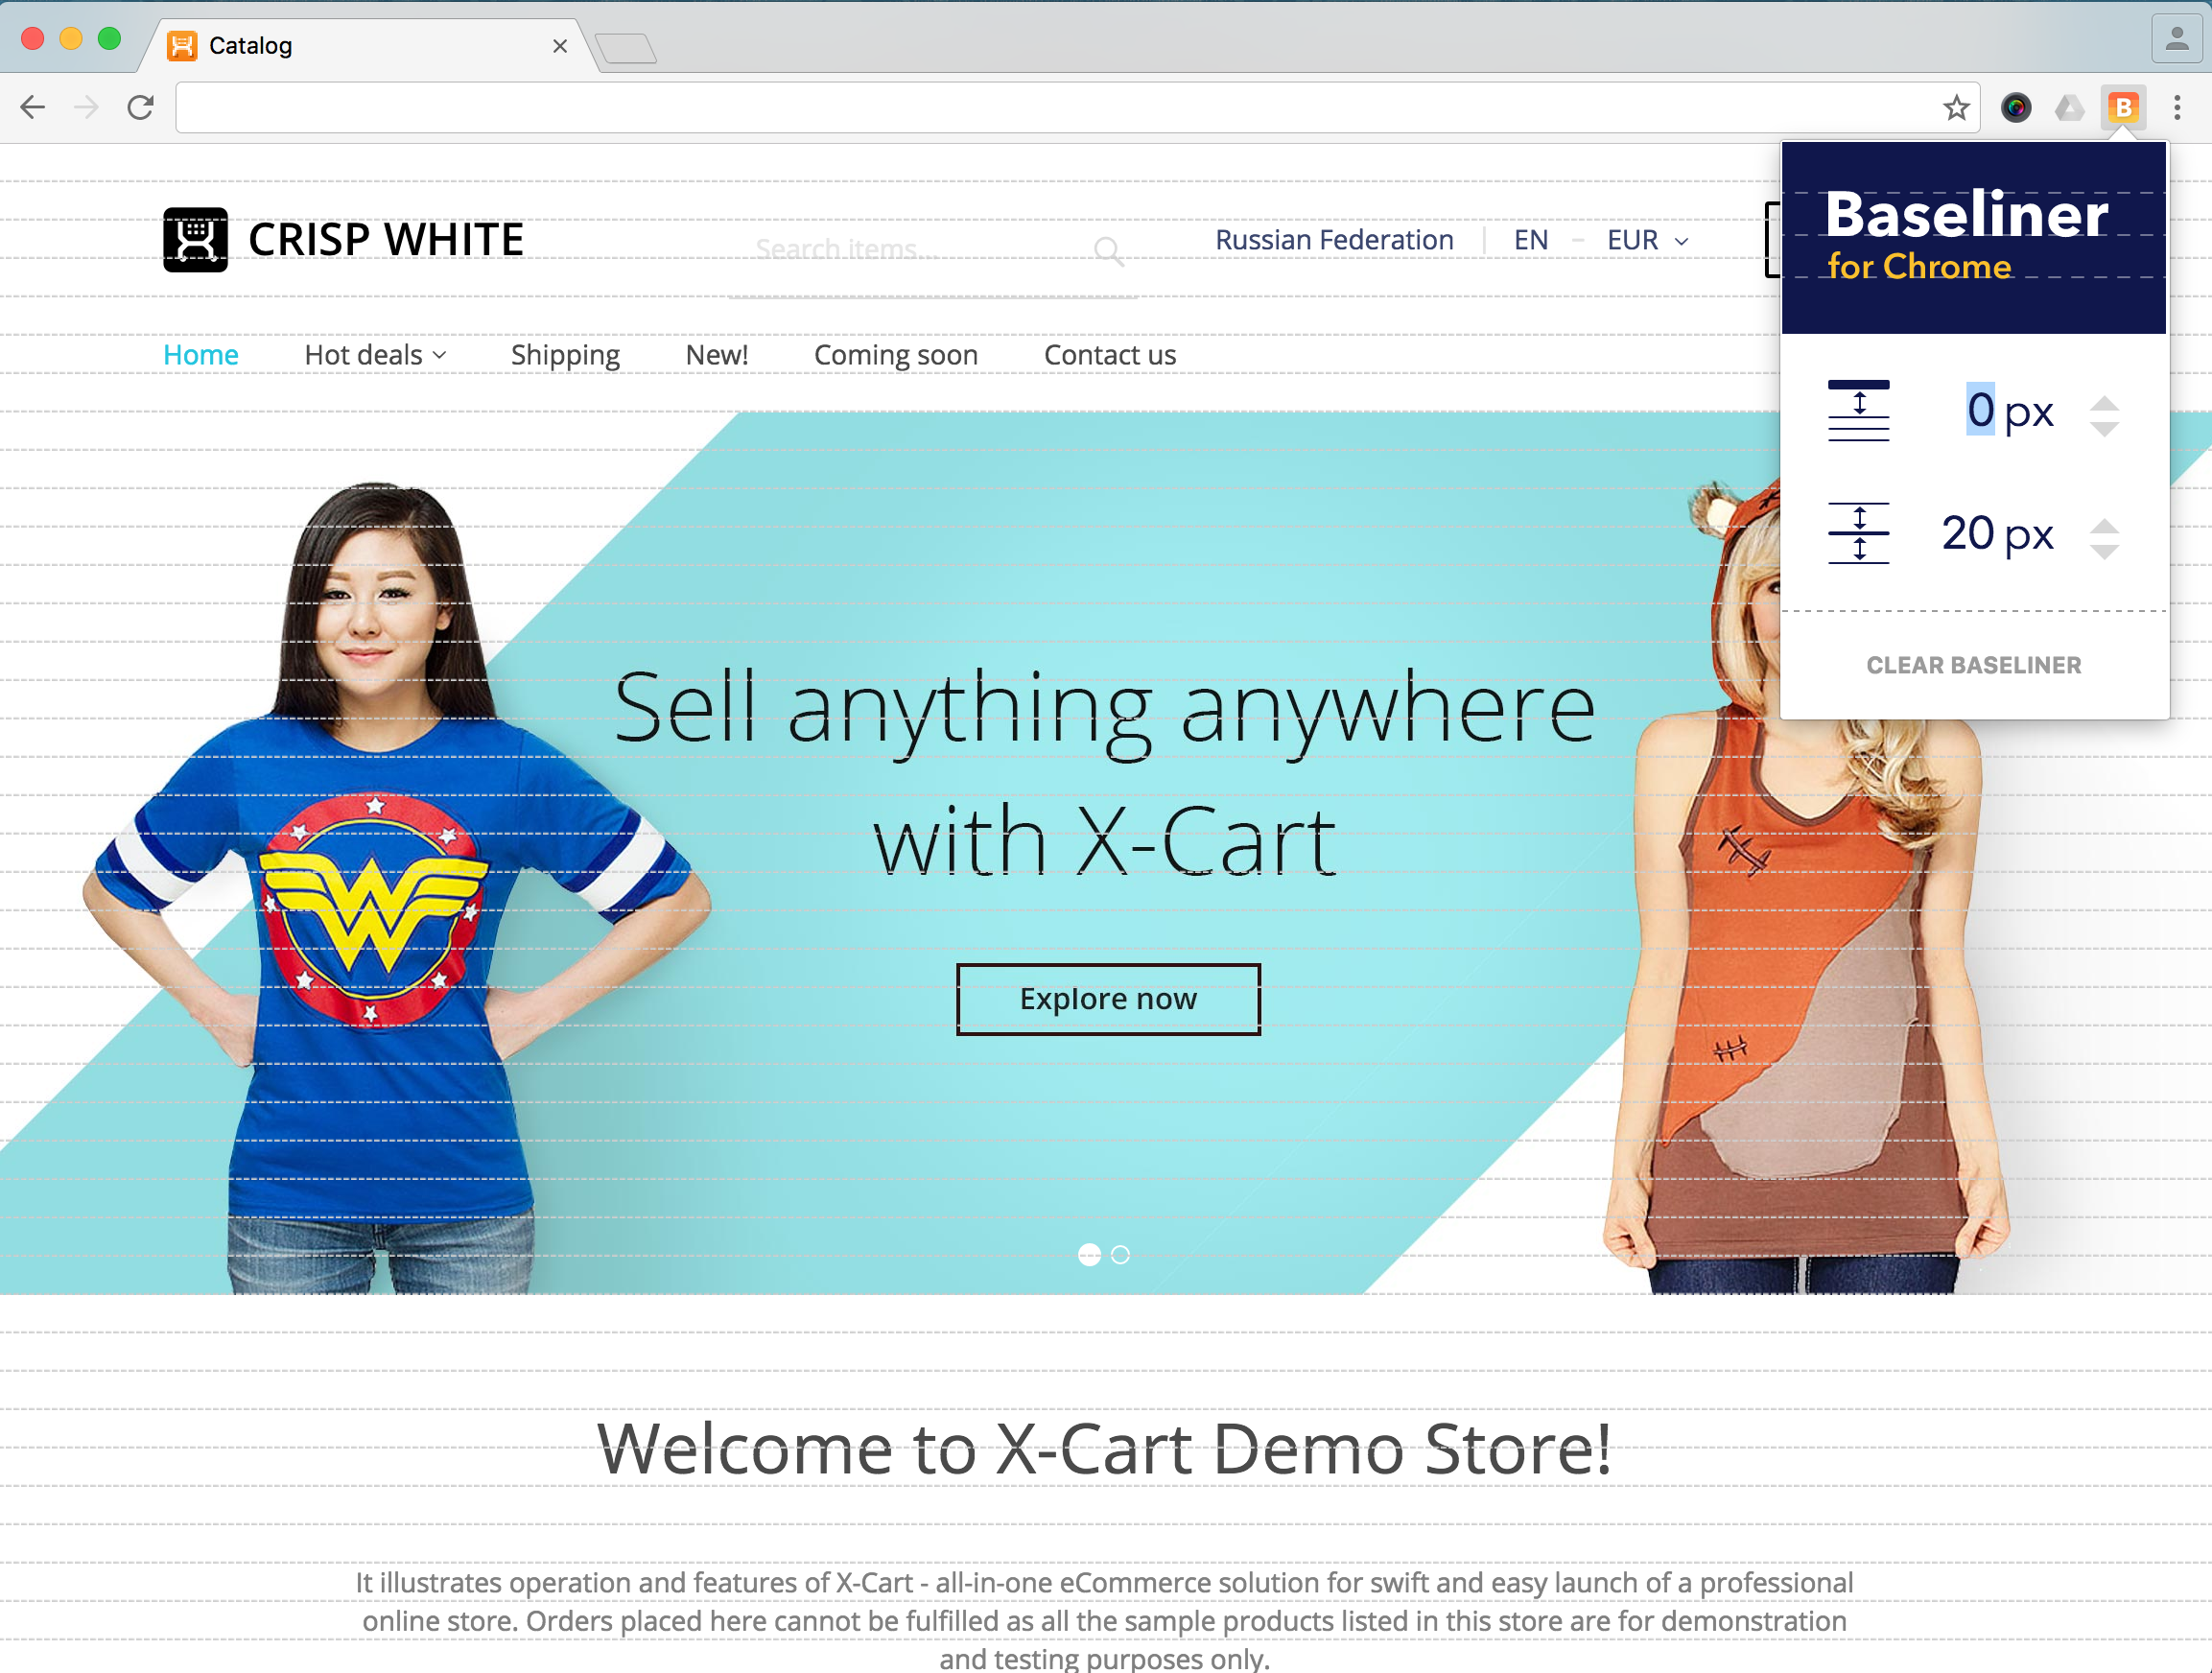 Catalog
B
CRISP WHITE
Search items...
Russian Federation
EN
EUR
Baseliner
for Chrome
Home
Hot deals
Shipping
New!
Coming soon
Contact us
0 px
20 px
CLEAR BASELINER
Sell anything anywhere
with X-Cart
W
Explore now
Welcome to X-Cart Demo Store!
It illustrates operation and features of X-Cart - all-in-one eCommerce solution for swift and easy launch of a professional
online store. Orders placed here cannot be fulfilled as all the sample products listed in this store are for demonstration
and testing purposes only.